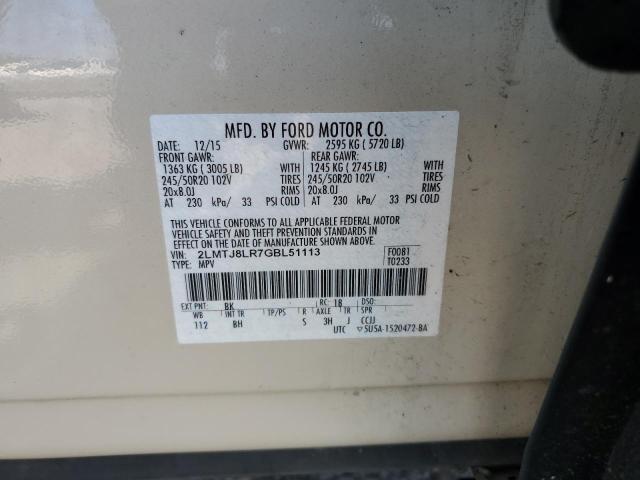 MFD. BY FORD MOTOR CO.
DATE: 12/15 GVWR: 2595 KG ( 5720 LB)
FRONT GAWR: REAR GAWR:
1363 KG ( 3005 LB) WITH 1245 KG ( 2745 LB) WITH
245/50R20 102V TIRES 245/50R20 102V TIRES
20x8.0J RIMS 20x8.0J RIMS
AT 230 kPa/ 33 PSI COLD AT 230 kPa/ 33 PSI COLD
THIS VEHICLE CONFORMS TO ALL APPLICABLE FEDERAL MOTOR
VEHICLE SAFETY AND THEFT PREVENTION STANDARDS IN
EFFECT ON THE DATE OF MANUFACTURE SHOWN ABOVE.
VIN: 2LMTJ8LR7GBL51113 F0081
TYPE: MPV T0233
EXT PNT: BK RC: 18 DSO:
WB INT TR TP/PS R AXLE TR SPR
112 BH S 3H J CCJJ
UTC 5U5A-1520472-BA